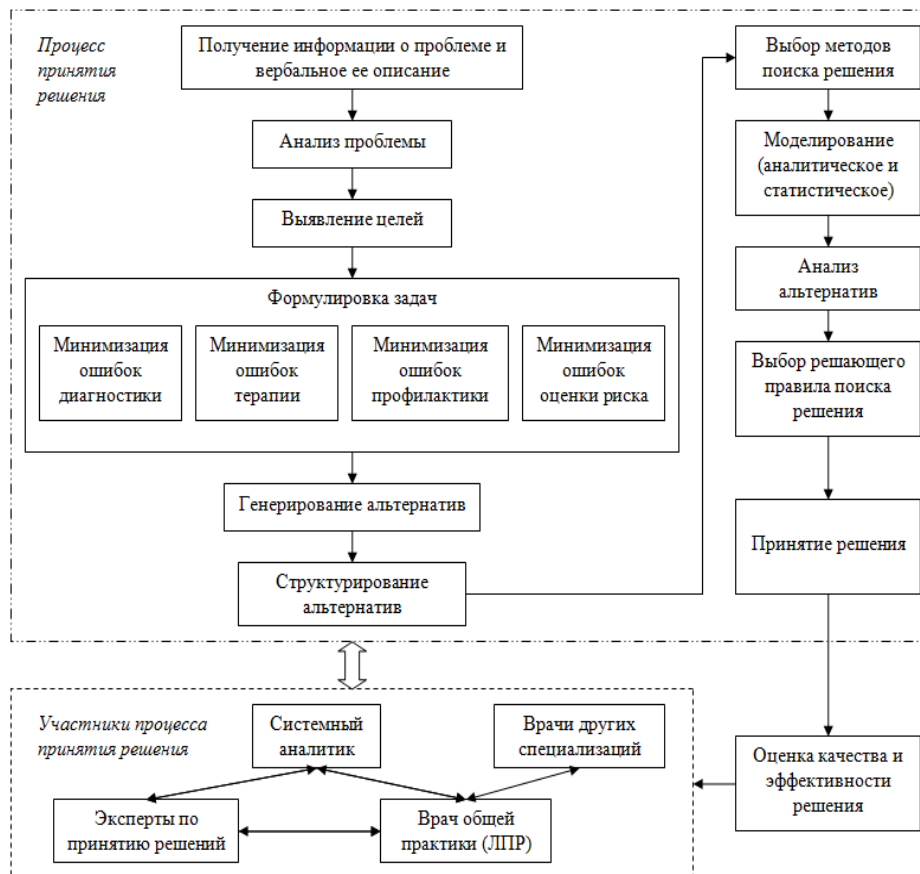 Процесс
принятия
решения
Получение информации о проблеме и
вербальное ее описание
Анализ проблемы
Выявление целей
Формулировка задач
Минимизация
ошибок
диагностики
Минимизация
ошибок
терапии
Минимизация
ошибок
профилактики
Минимизация
ошибок
оценки риска
Генерирование альтернатив
Структурирование
альтернатив
Выбор методов
поиска решения
Моделирование
(аналитическое и
статистическое)
Анализ
альтернатив
Выбор решающего
правила поиска
решения
Принятие решения
Оценка качества и
эффективности
решения
Участники процесса
принятия решения
Системный
аналитик
Врачи других
специализаций
Эксперты по
принятию решений
Врач общей
практики (ЛПР)